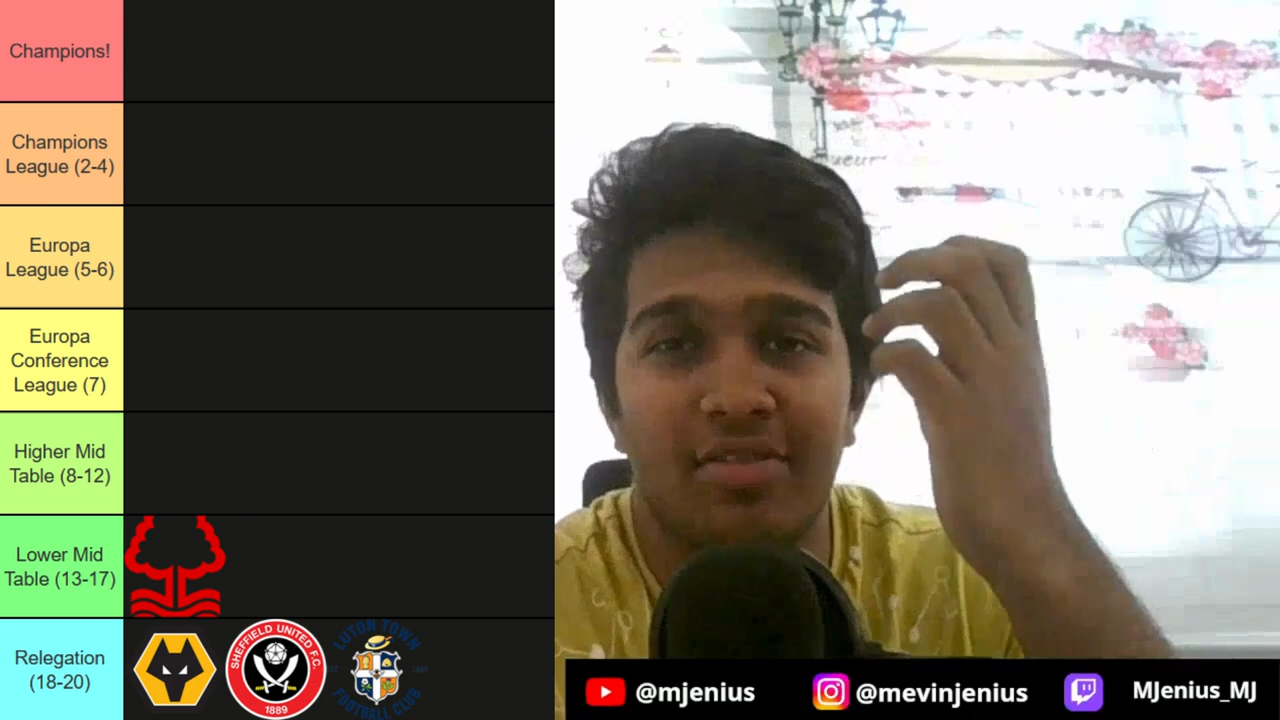 Champions!
Champions
League (2-4)
Europa
League (5-6)
Europa
Conference
League (7)
Higher Mid
Table (8-12)
Lower Mid
Table (13-17)
Relegation
(18-20)
SHEFFIELD UNITED F.C.
1889
LUTON TOWN
FOOTBALL CLUB
@mjenius
@mevinjenius
MJenius_MJ